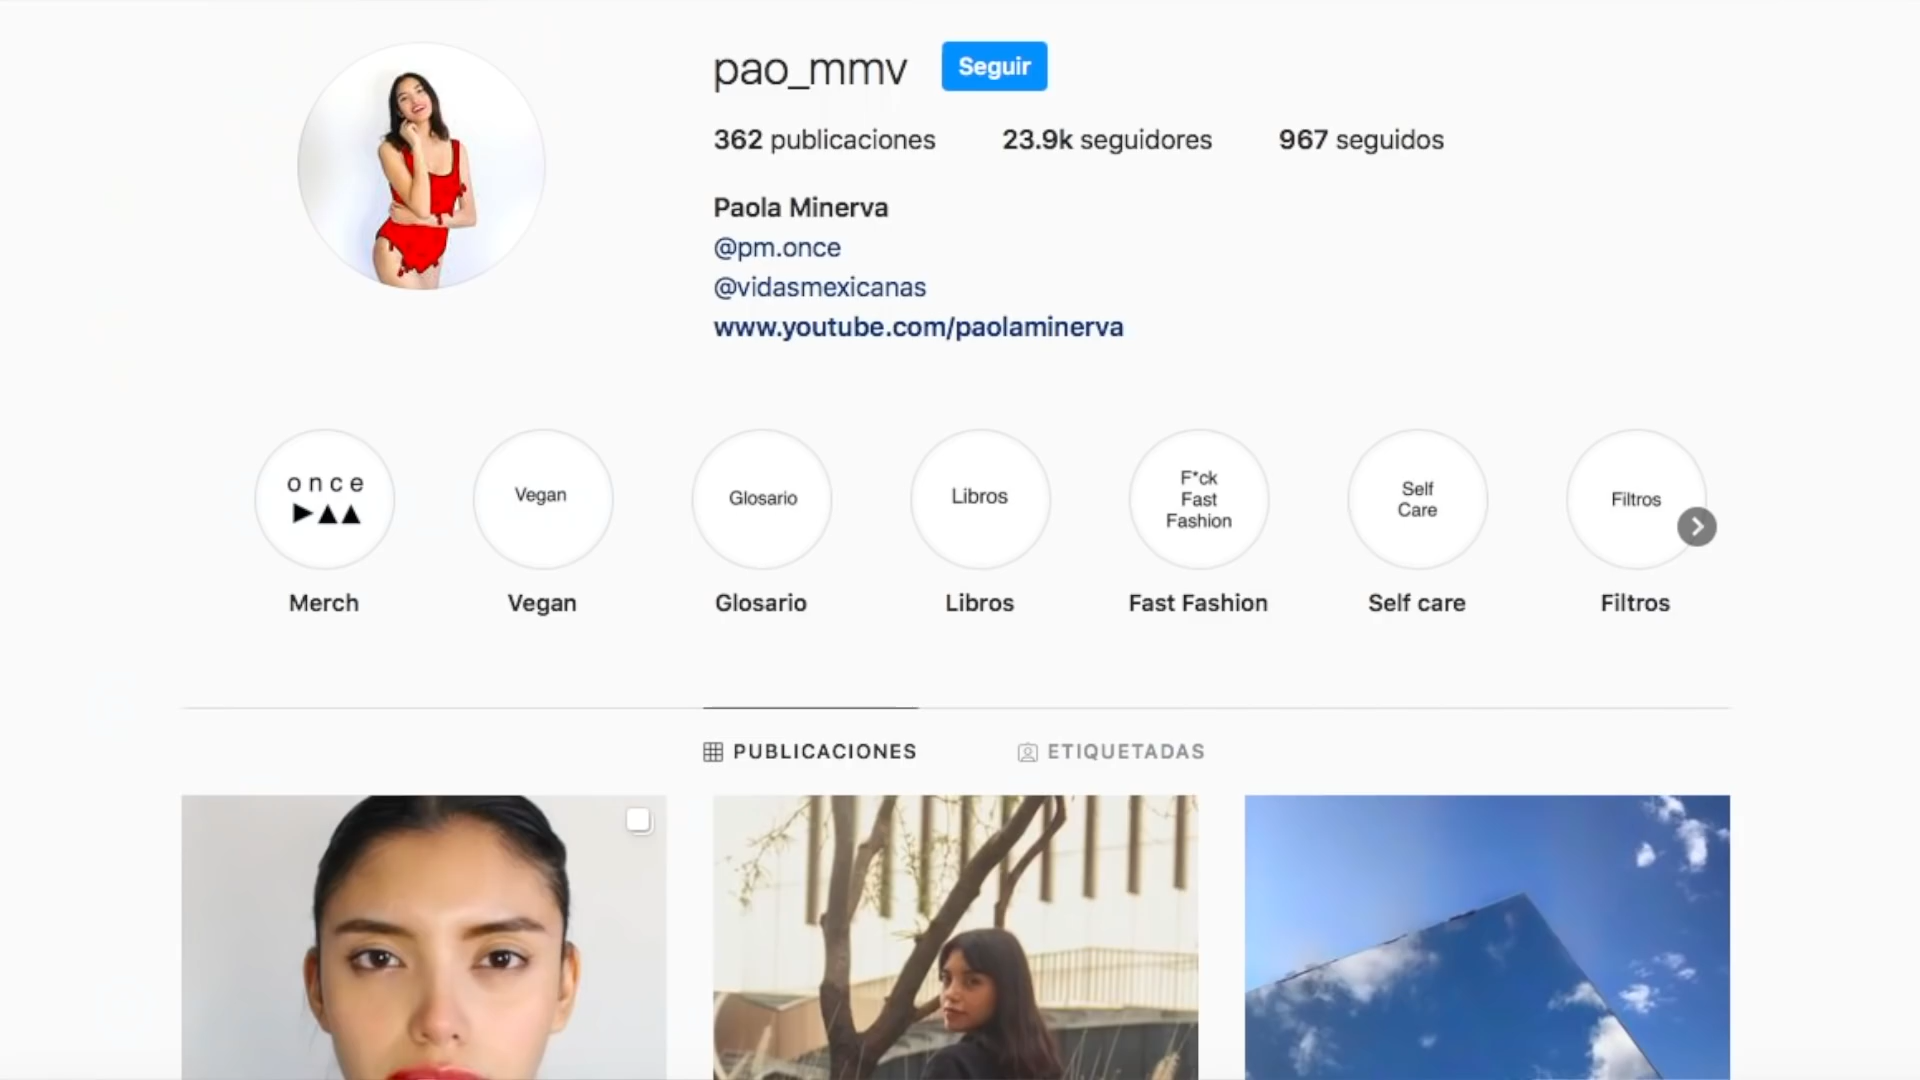 pao_mmv Seguir
362 publicaciones 23.9k seguidores 967 seguidos
Paola Minerva
@pm.once
@vidasmexicanas
www.youtube.com/paolaminerva
once
Vegan
Glosario
Libros
F*ck
Fast
Fashion
Self
Care
Filtros
Merch Vegan Glosario Libros Fast Fashion Self care Filtros
PUBLICACIONES ETIQUETADAS